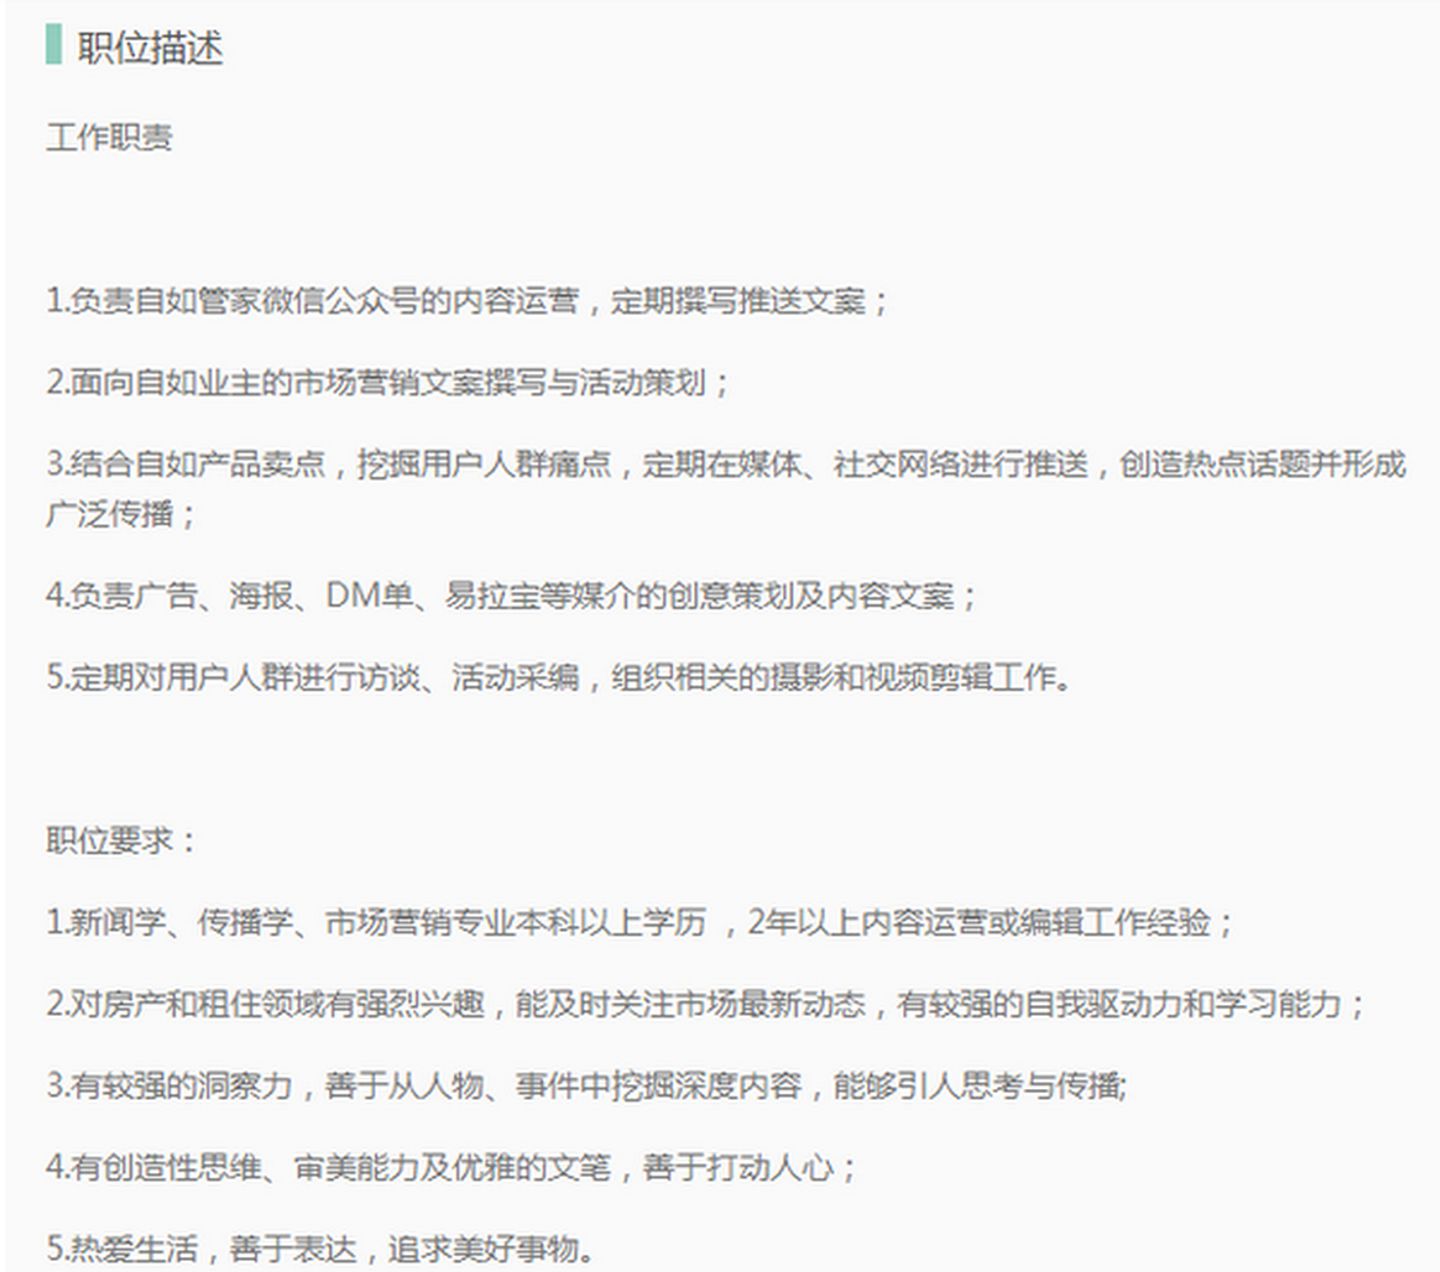 职位描述
工作职责
1.负责自如管家微信公众号的内容运营，定期撰写推送文案；
2.面向自如业主的市场营销文案撰写与活动策划；
3.结合自如产品卖点，挖掘用户人群痛点，定期在媒体、社交网络进行推送，创造热点话题并形成
广泛传播；
4.负责广告、海报、DM单、易拉宝等媒介的创意策划及内容文案；
5.定期对用户人群进行访谈、活动采编，组织相关的摄影和视频剪辑工作。
职位要求：
1.新闻学、传播学、市场营销专业本科以上学历 ，2年以上内容运营或编辑工作经验；
2.对房产和租住领域有强烈兴趣，能及时关注市场最新动态，有较强的自我驱动力和学习能力；
3.有较强的洞察力，善于从人物、事件中挖掘深度内容，能够引人思考与传播;
4.有创造性思维、审美能力及优雅的文笔，善于打动人心；
5.热爱生活，善于表达，追求美好事物。